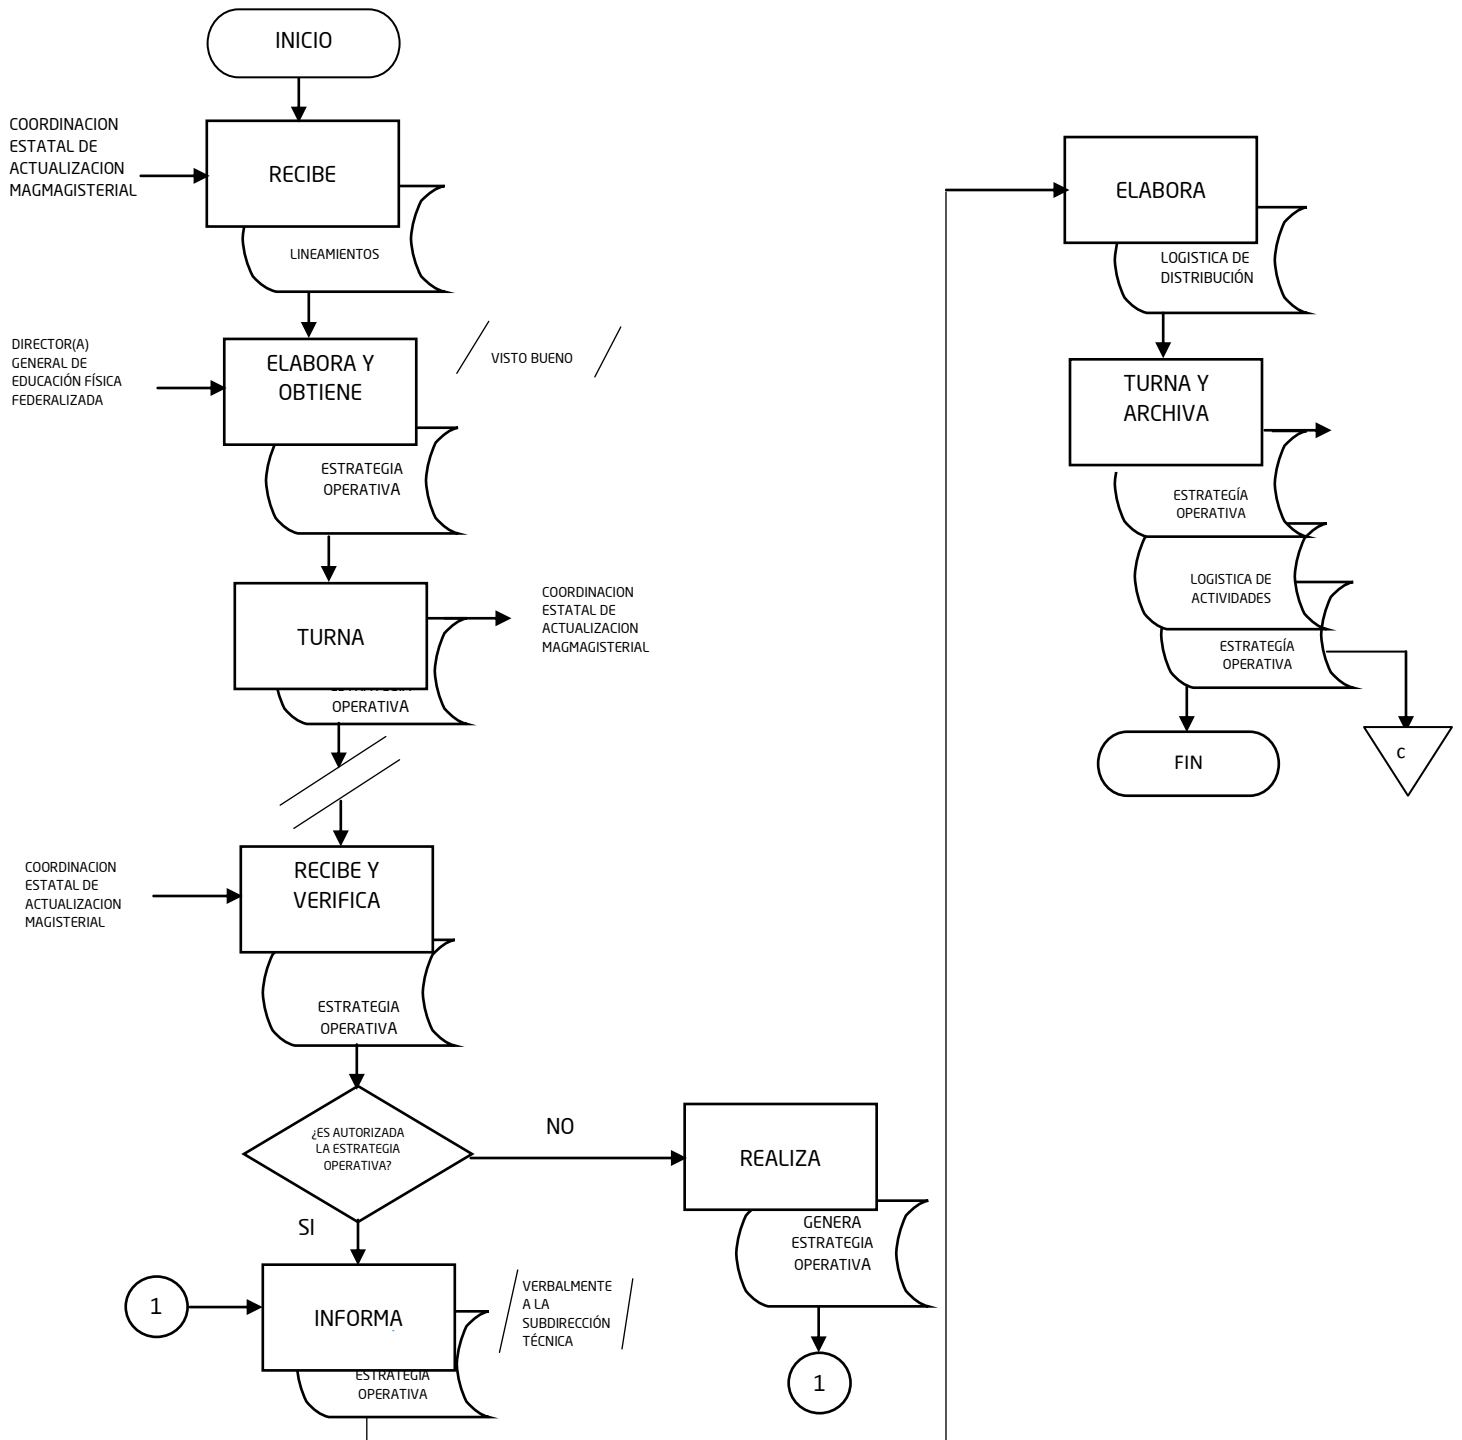 INICIO
COORDINACION
ESTATAL DE
ACTUALIZACION
MAGMAGISTERIAL
RECIBE
LINEAMIENTOS
DIRECTOR(A)
GENERAL DE
EDUCACIÓN FÍSICA
FEDERALIZADA
ELABORA Y
OBTIENE
VISTO BUENO
ESTRATEGIA
OPERATIVA
TURNA
COORDINACION
ESTATAL DE
ACTUALIZACION
MAGMAGISTERIAL
OPERATIVA
COORDINACION
ESTATAL DE
ACTUALIZACION
MAGISTERIAL
RECIBE Y
VERIFICA
ESTRATEGIA
OPERATIVA
¿ES AUTORIZADA
LA ESTRATEGIA
OPERATIVA?
NO
SI
REALIZA
GENERA
ESTRATEGIA
OPERATIVA
1
1
INFORMA
VERBALMENTE
A LA
SUBDIRECCIÓN
TÉCNICA
ESTRATEGIA
OPERATIVA
ELABORA
LOGISTICA DE
DISTRIBUCIÓN
TURNA Y
ARCHIVA
ESTRATEGÍA
OPERATIVA
LOGISTICA DE
ACTIVIDADES
ESTRATEGÍA
OPERATIVA
FIN
c